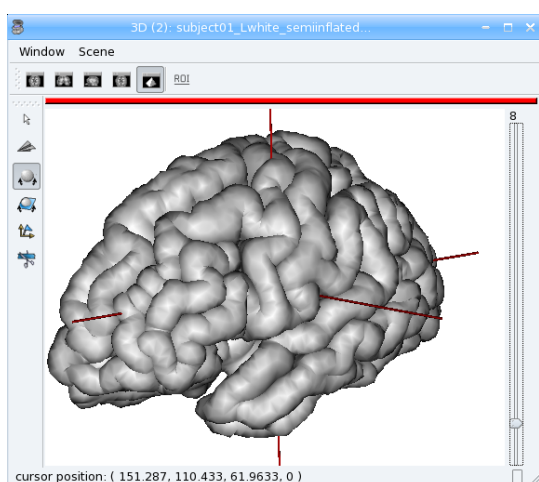 3D (2): subject01_Lwhite_semiinflated...
Window Scene
ROI
8
cursor position: ( 151.287, 110.433, 61.9633, 0 )